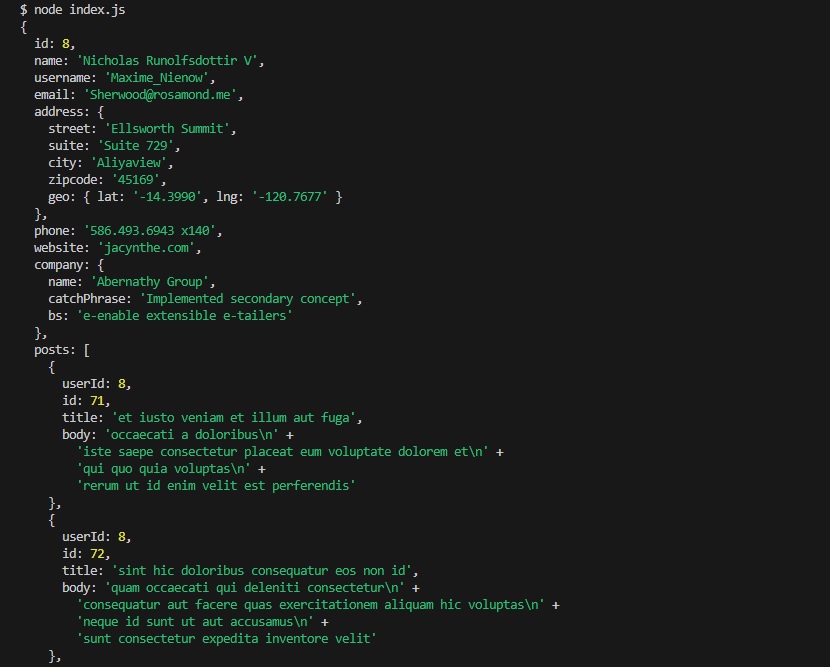 $ node index.js
{
  id: 8,
  name: 'Nicholas Runolfsdottir V',
  username: 'Maxime_Nienow',
  email: 'Sherwood@rosamond.me',
  address: {
    street: 'Ellsworth Summit',
    suite: 'Suite 729',
    city: 'Aliyaview',
    zipcode: '45169',
    geo: { lat: '-14.3990', lng: '-120.7677' }
  },
  phone: '586.493.6943 x140',
  website: 'jacynthe.com',
  company: {
    name: 'Abernathy Group',
    catchPhrase: 'Implemented secondary concept',
    bs: 'e-enable extensible e-tailers'
  },
  posts: [
    {
      userId: 8,
      id: 71,
      title: 'et iusto veniam et illum aut fuga',
      body: 'occaecati a doloribus\n' +
        'iste saepe consectetur placeat eum voluptate dolorem et\n' +
        'qui quo quia voluptas\n' +
        'rerum ut id enim velit est perferendis'
    },
    {
      userId: 8,
      id: 72,
      title: 'sint hic doloribus consequatur eos non id',
      body: 'quam occaecati qui deleniti consectetur\n' +
        'consequatur aut facere quas exercitationem aliquam hic voluptas\n' +
        'neque id sunt ut aut accusamus\n' +
        'sunt consectetur expedita inventore velit'
    },